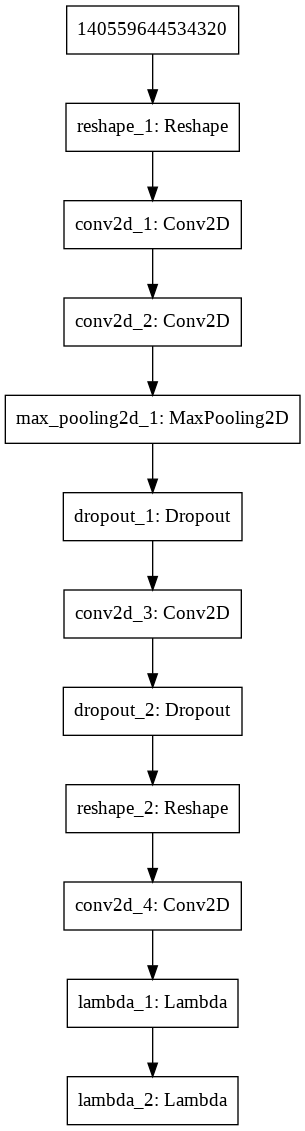 140559644534320
reshape_1: Reshape
conv2d_1: Conv2D
conv2d_2: Conv2D
max_pooling2d_1: MaxPooling2D
dropout_1: Dropout
conv2d_3: Conv2D
dropout_2: Dropout
reshape_2: Reshape
conv2d_4: Conv2D
lambda_1: Lambda
lambda_2: Lambda